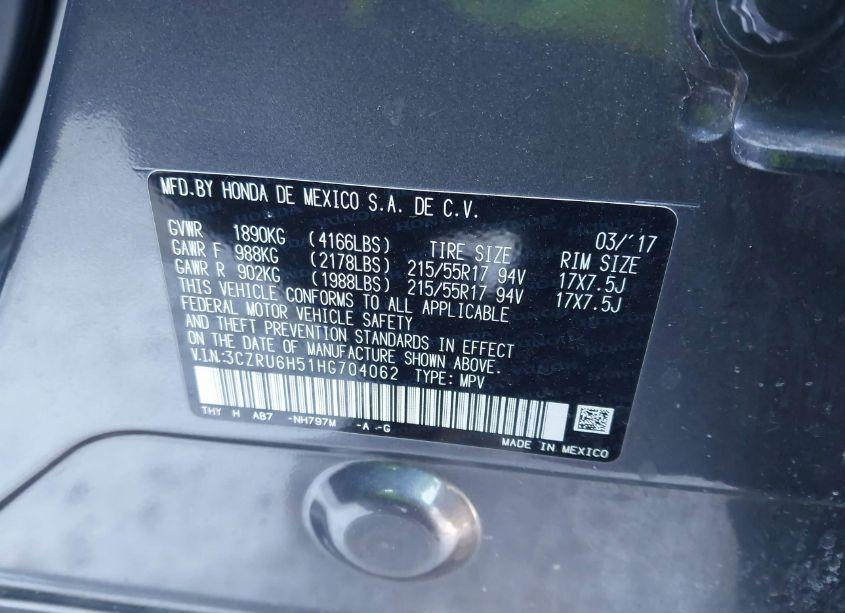 MFD.BY HONDA DE MEXICO S.A. DE C.V.
03/'17
GVWR 1890KG (4166LBS) TIRE SIZE RIM SIZE
GAWR F 988KG (2178LBS) 215/55R17 94V 17X7.5J
GAWR R 902KG (1988LBS) 215/55R17 94V 17X7.5J
THIS VEHICLE CONFORMS TO ALL APPLICABLE
FEDERAL MOTOR VEHICLE SAFETY
AND THEFT PREVENTION STANDARDS IN EFFECT
ON THE DATE OF MANUFACTURE SHOWN ABOVE.
V.I.N:3CZRU6H51HG704062 TYPE: MPV
THY H AB7 -NH797M -A -G
MADE IN MEXICO